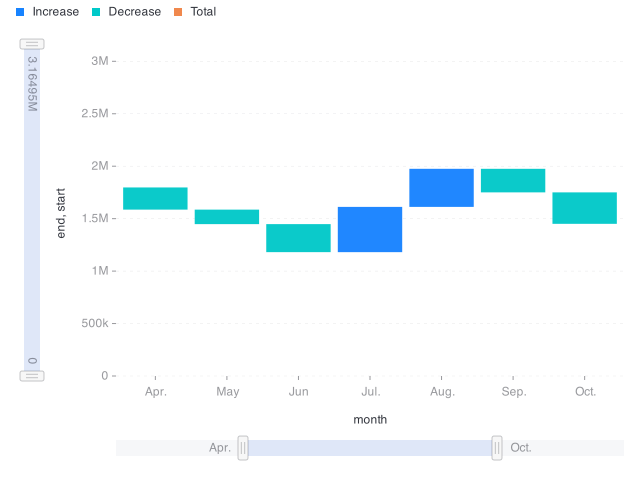 Increase Decrease Total
3.16495M
0
end, start
3M
2.5M
2M
1.5M
1M
500k
0
Apr. May Jun Jul. Aug. Sep. Oct.
month
Apr. Oct.